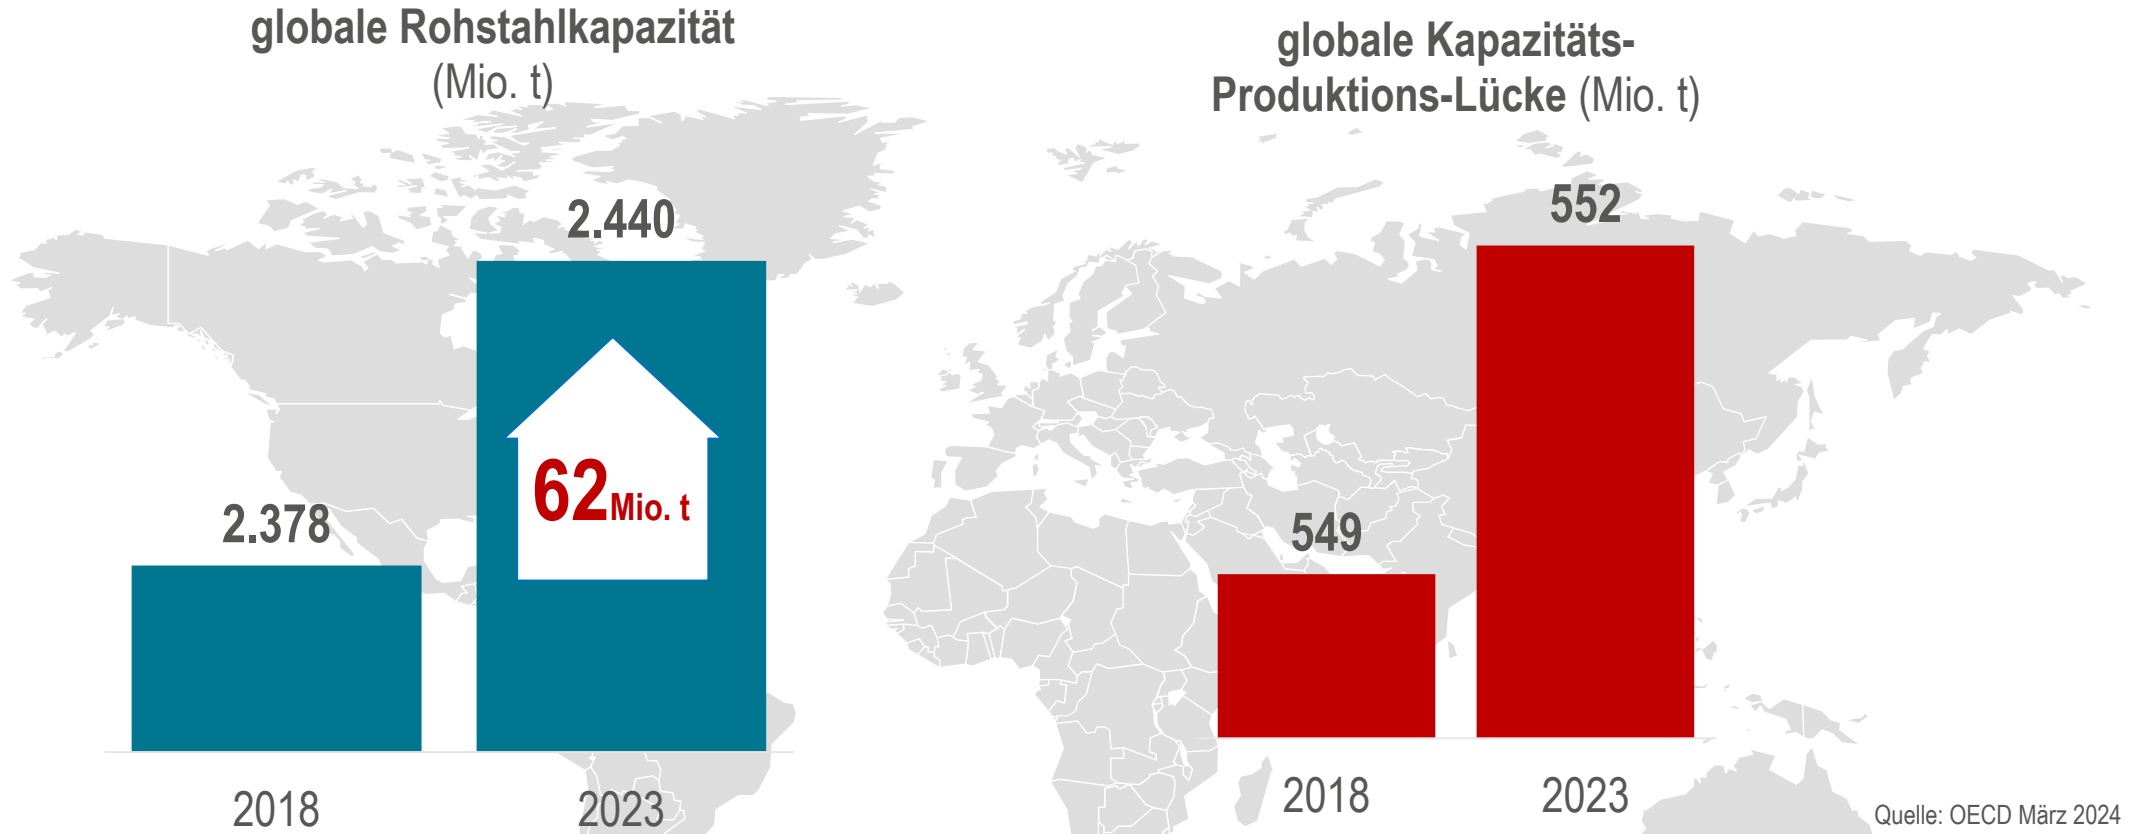 globale Rohstahlkapazität
(Mio. t)
2.378
2.440
62Mio. t
2018
2023
globale Kapazitäts-
Produktions-Lücke (Mio. t)
549
552
2018
2023
Quelle: OECD März 2024